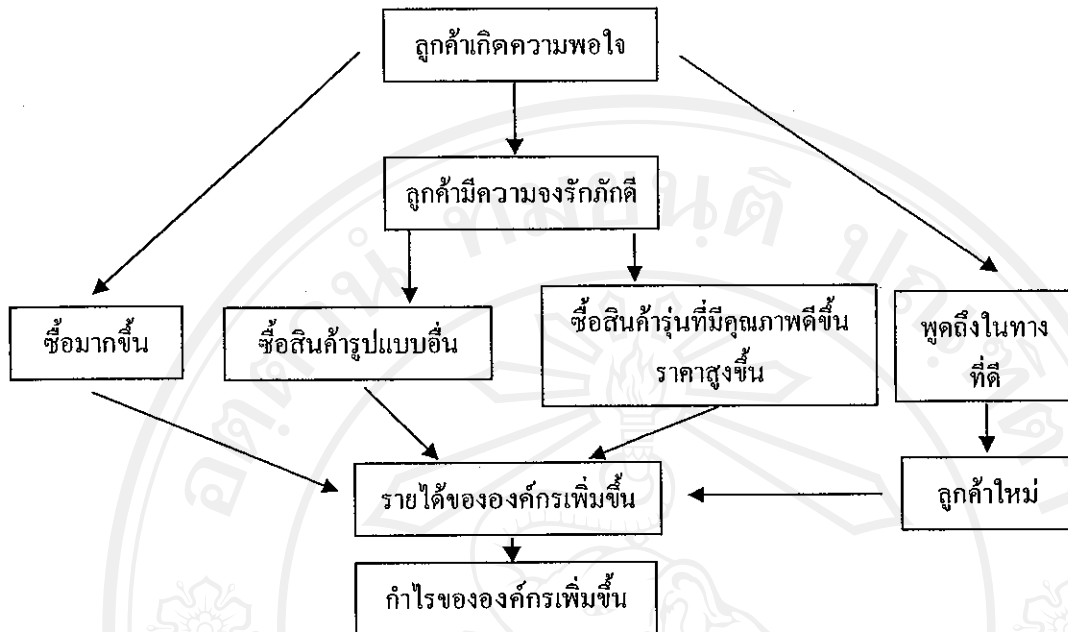 ลูกค้าเกิดความพอใจ
ลูกค้ามีความจงรักภักดี
ซื้อมากขึ้น
ซื้อสินค้ารูปแบบอื่น
ซื้อสินค้ารุ่นที่มีคุณภาพดีขึ้น
ราคาสูงขึ้น
พูดถึงในทาง
ที่ดี
รายได้ขององค์กรเพิ่มขึ้น
ลูกค้าใหม่
กำไรขององค์กรเพิ่มขึ้น